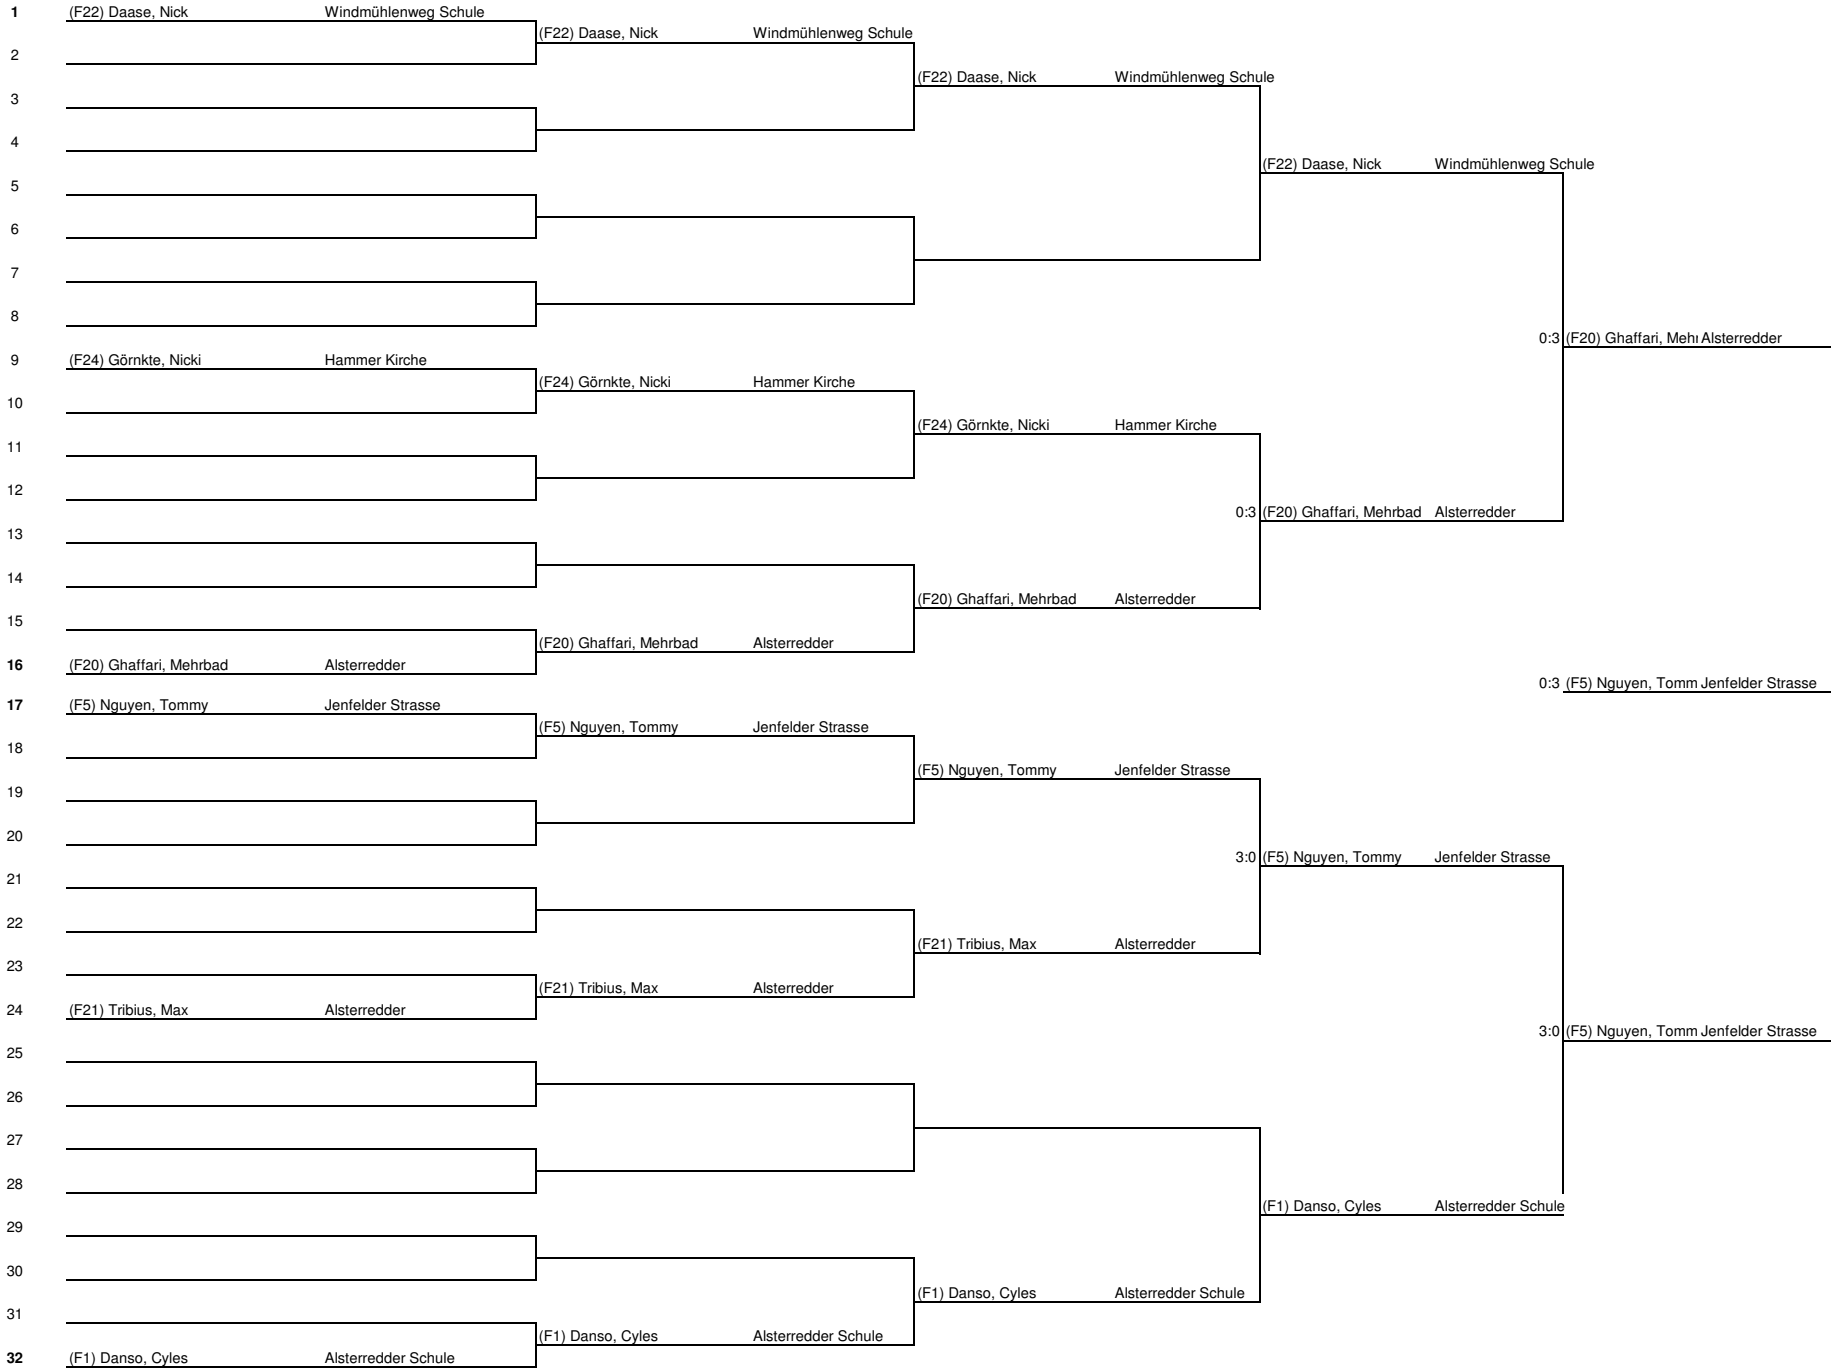 1 (F22) Daase, Nick Windmühlenweg Schule
(F22) Daase, Nick Windmühlenweg Schule
2
(F22) Daase, Nick Windmühlenweg Schule
3
4
(F22) Daase, Nick Windmühlenweg Schule
5
6
7
8
0:3 (F20) Ghaffari, Meh Alsterredder
9 (F24) Görnkte, Nicki Hammer Kirche
(F24) Görnkte, Nicki Hammer Kirche
10
(F24) Görnkte, Nicki Hammer Kirche
11
12
0:3 (F20) Ghaffari, Mehrbad Alsterredder
13
14
(F20) Ghaffari, Mehrbad Alsterredder
15
(F20) Ghaffari, Mehrbad Alsterredder
16 (F20) Ghaffari, Mehrbad Alsterredder
0:3 (F5) Nguyen, Tomm Jenfelder Strasse
17 (F5) Nguyen, Tommy Jenfelder Strasse
(F5) Nguyen, Tommy Jenfelder Strasse
18
(F5) Nguyen, Tommy Jenfelder Strasse
19
20
3:0 (F5) Nguyen, Tommy Jenfelder Strasse
21
22
(F21) Tribius, Max Alsterredder
23
(F21) Tribius, Max Alsterredder
24 (F21) Tribius, Max Alsterredder
3:0 (F5) Nguyen, Tomm Jenfelder Strasse
25
26
27
28
(F1) Danso, Cyles Alsterredder Schule
29
30
(F1) Danso, Cyles Alsterredder Schule
31
(F1) Danso, Cyles Alsterredder Schule
32 (F1) Danso, Cyles Alsterredder Schule